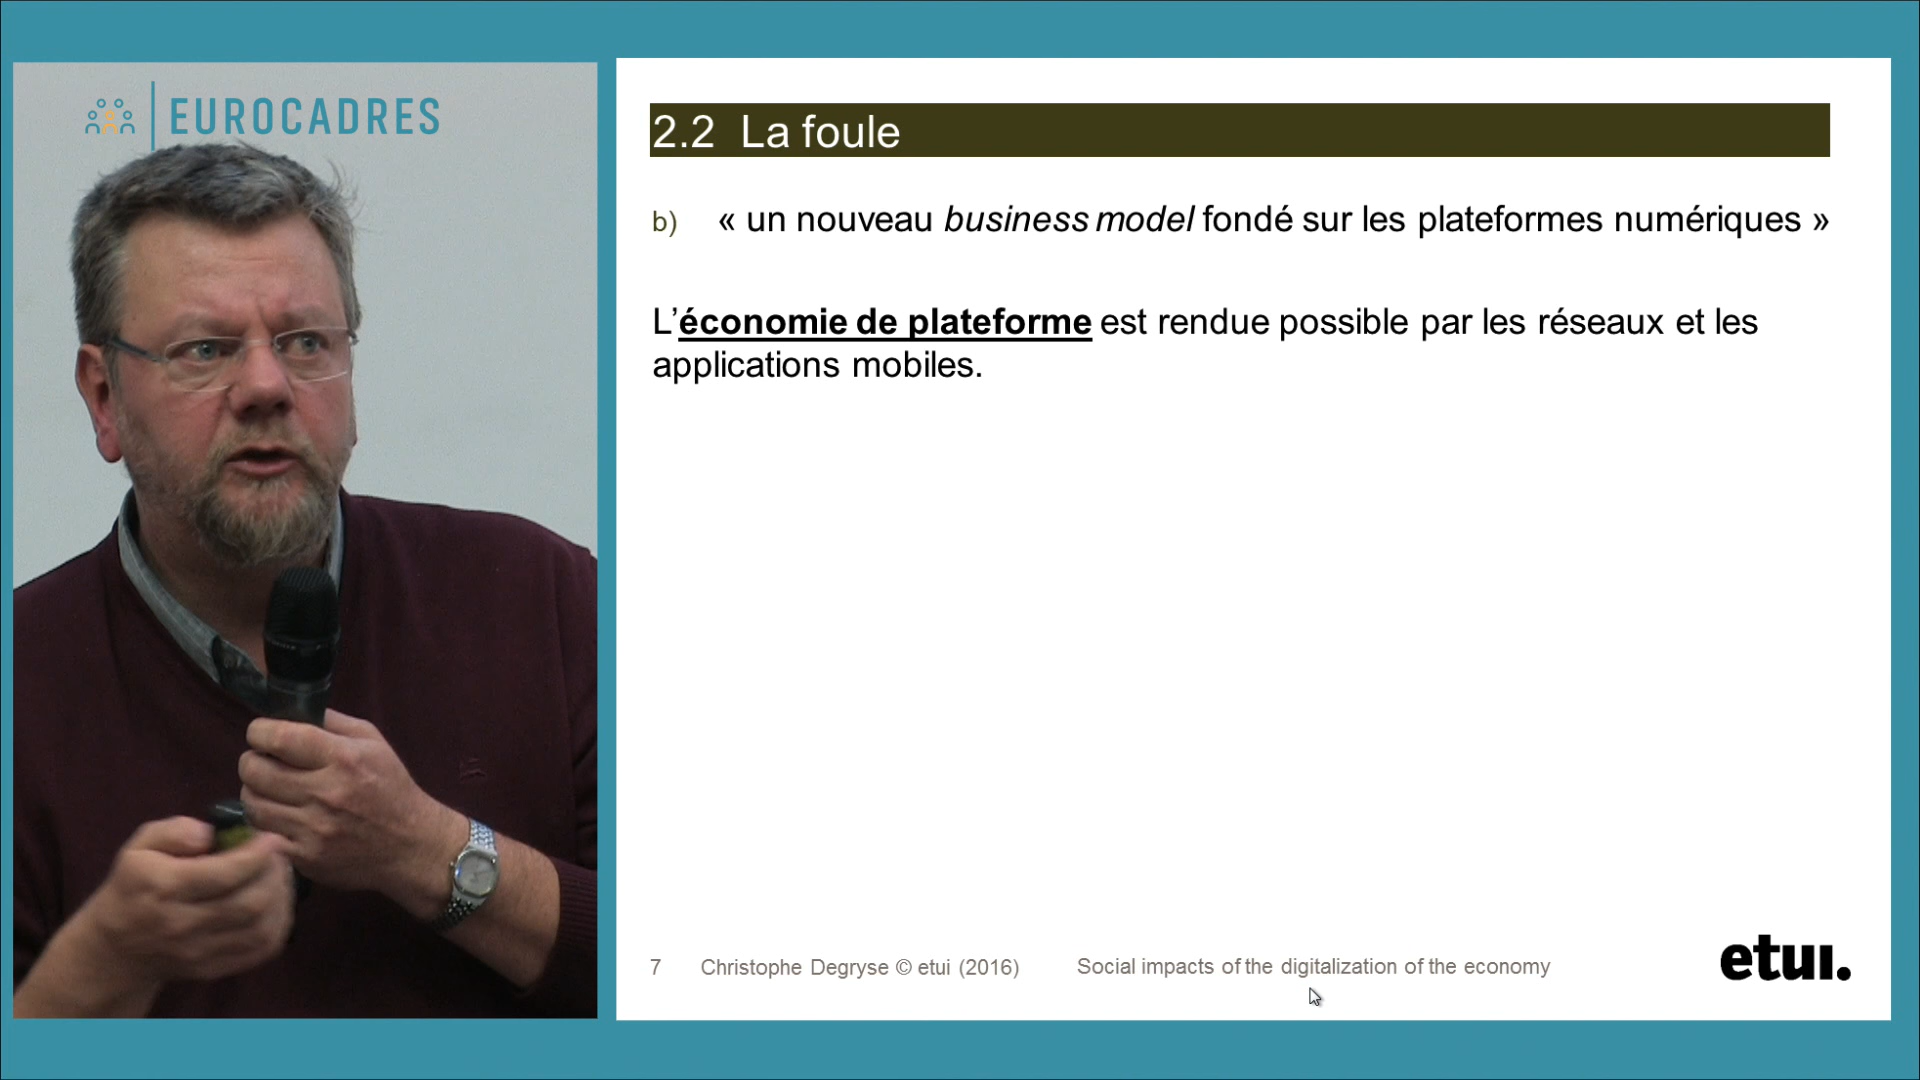 EUROCADRES
2.2 La foule
b) « un nouveau business model fondé sur les plateformes numériques »
L’économie de plateforme est rendue possible par les réseaux et les
applications mobiles.
7 Christophe Degryse © etui (2016) Social impacts of the digitalization of the economy
etui.